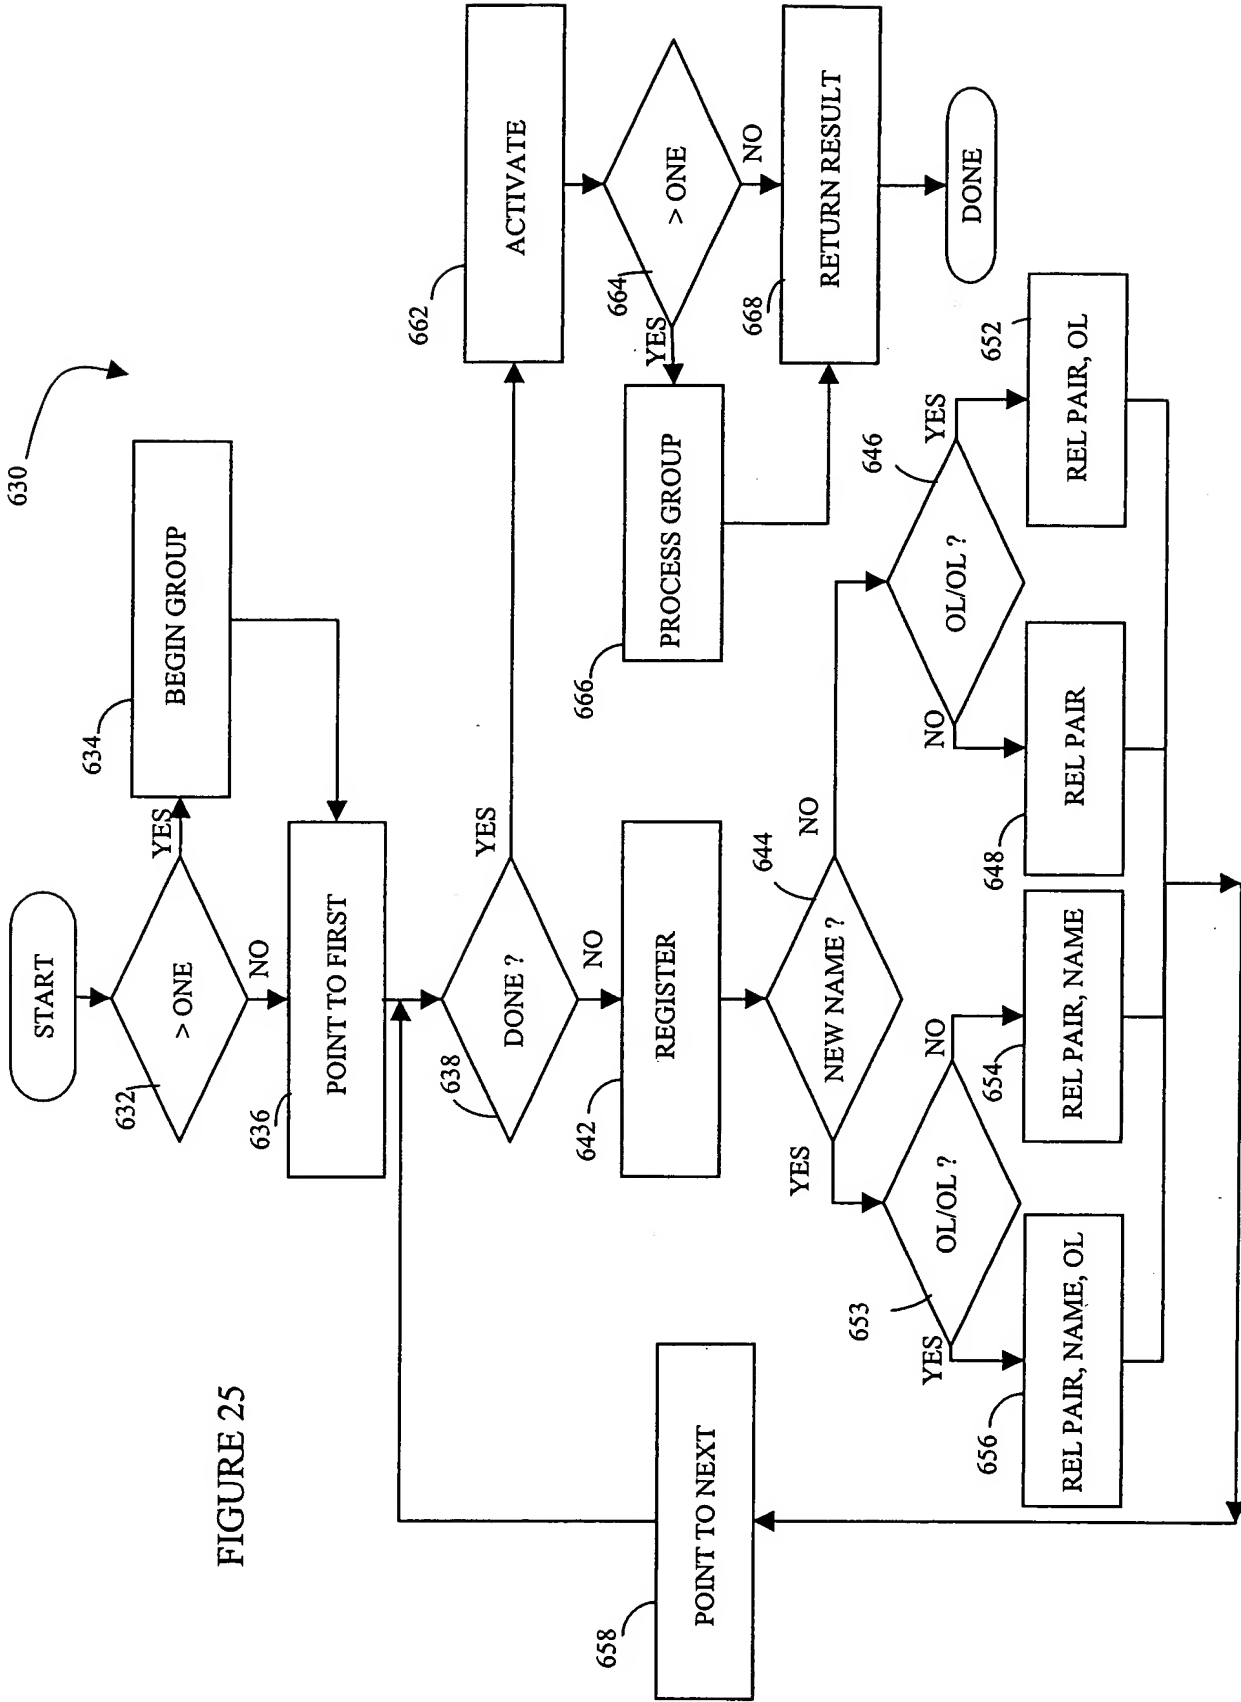 FIGURE 25
630
START
632
> ONE
YES
NO
634
BEGIN GROUP
636
POINT TO FIRST
638
DONE ?
YES
NO
642
REGISTER
644
NEW NAME ?
YES
NO
653
OL/OL ?
YES
NO
646
OL/OL ?
NO
YES
656
REL PAIR, NAME, OL
654
REL PAIR, NAME
648
REL PAIR
652
REL PAIR, OL
658
POINT TO NEXT
662
ACTIVATE
664
> ONE
YES
NO
666
PROCESS GROUP
668
RETURN RESULT
DONE